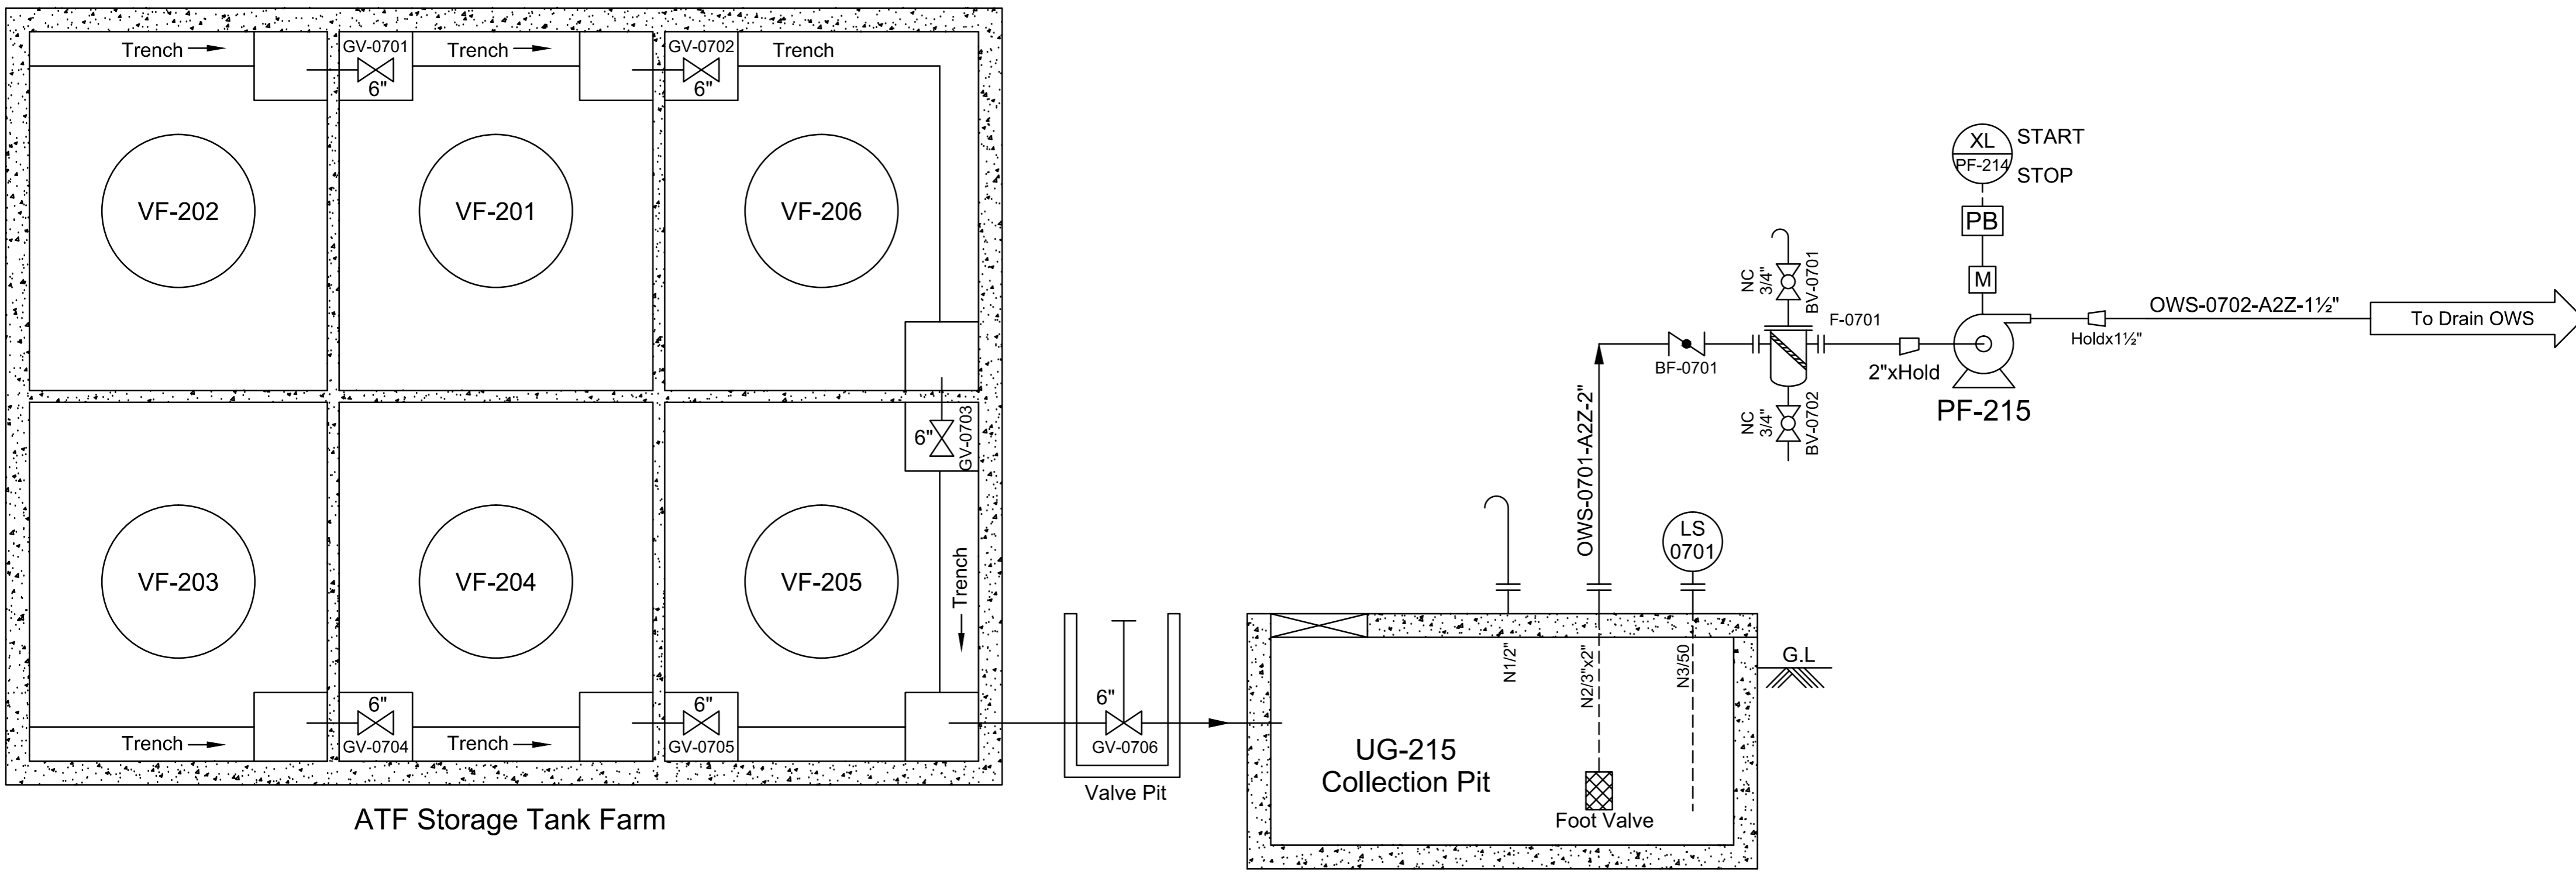 Trench
GV-0701
6"
Trench
GV-0702
6"
Trench
VF-202
VF-201
VF-206
6"
GV-0703
VF-203
VF-204
VF-205
Trench
Trench
6"
GV-0704
Trench
6"
GV-0705
ATF Storage Tank Farm
6"
GV-0706
Valve Pit
UG-215
Collection Pit
N1/2"
N2/3"x2"
N3/50
Foot Valve
G.L
LS
0701
OWS-0701-A2Z-2"
BF-0701
NC
3/4"
BV-0701
NC
3/4"
BV-0702
F-0701
2"xHold
XL
PF-214
START
STOP
PB
M
PF-215
Holdx1½"
OWS-0702-A2Z-1½"
To Drain OWS